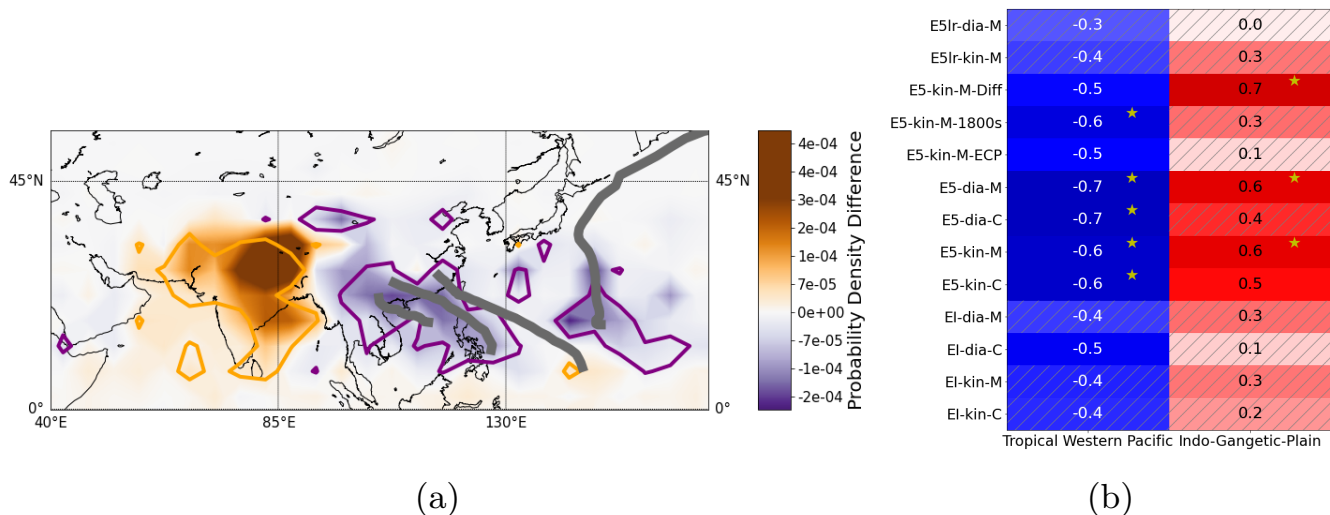 45°N
0°
40°E
85°E
130°E
45°N
0°
4e-04
4e-04
3e-04
2e-04
1e-04
7e-05
0e+00
-7e-05
-1e-04
-2e-04
Probability Density Difference
(a)
E5lr-dia-M -0.3 0.0
E5lr-kin-M -0.4 0.3
E5-kin-M-Diff -0.5 0.7
E5-kin-M-1800s -0.6 0.3
E5-kin-M-ECP -0.5 0.1
E5-dia-M -0.7 0.6
E5-dia-C -0.7 0.4
E5-kin-M -0.6 0.6
E5-kin-C -0.6 0.5
EI-dia-M -0.4 0.3
EI-dia-C -0.5 0.1
EI-kin-M -0.4 0.3
EI-kin-C -0.4 0.2
Tropical Western Pacific Indo-Gangetic-Plain
(b)